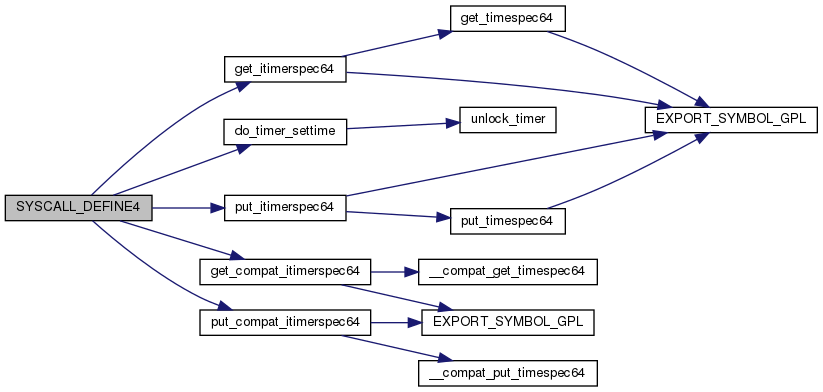 get_timespec64
get_itimerspec64
EXPORT_SYMBOL_GPL
do_timer_settime
unlock_timer
SYSCALL_DEFINE4
put_itimerspec64
put_timespec64
get_compat_itimerspec64
__compat_get_timespec64
put_compat_itimerspec64
EXPORT_SYMBOL_GPL
__compat_put_timespec64